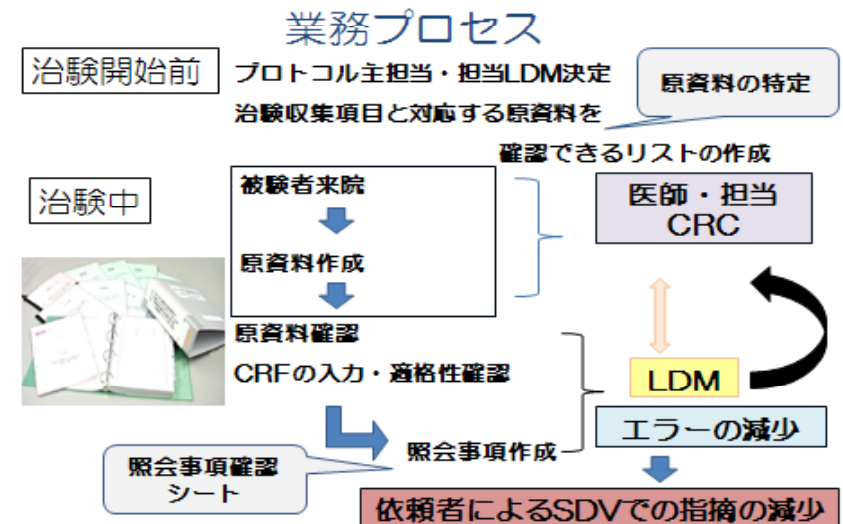 業務プロセス
治験開始前
プロトコル主担当・担当LDM決定
原資料の特定
治験収集項目と対応する原資料を
確認できるリストの作成
治験中
被験者来院
医師・担当
CRC
原資料作成
原資料確認
CRFの入力・適格性確認
LDM
エラーの減少
照会事項作成
照会事項確認
シート
依頼者によるSDVでの指摘の減少